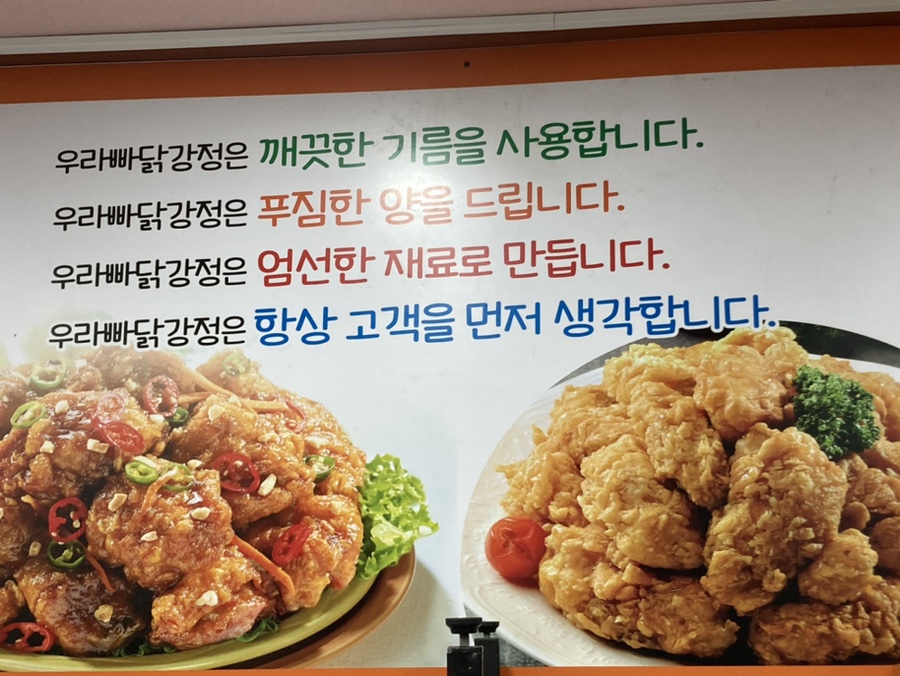 우라빠닭강정은 깨끗한 기름을 사용합니다.
우라빠닭강정은 푸짐한 양을 드립니다.
우라빠닭강정은 엄선한 재료로 만듭니다.
우라빠닭강정은 항상 고객을 먼저 생각합니다.